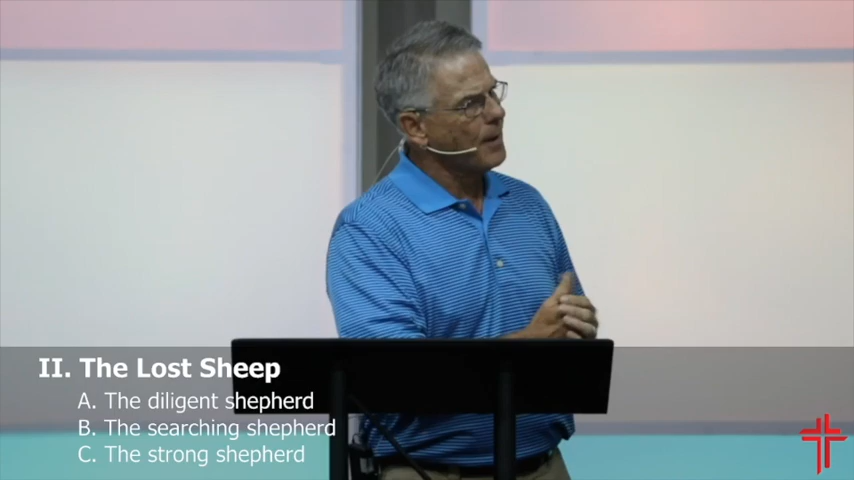 II. The Lost Sheep
A. The diligent shepherd
B. The searching shepherd
C. The strong shepherd